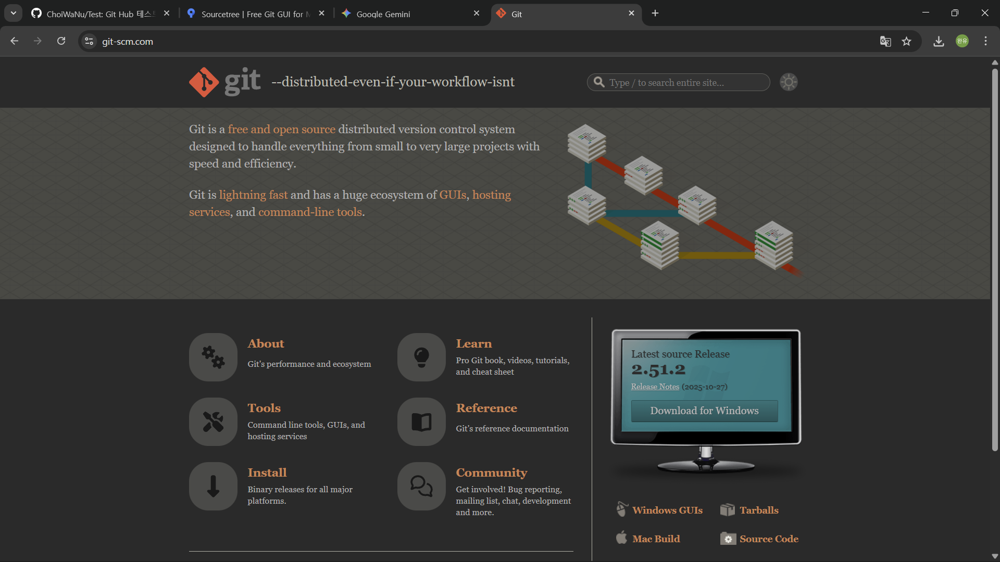 ChoiWaNu/Test: Git Hub 테스트
Sourcetree | Free Git GUI for
Google Gemini
Git
git-scm.com
완유
git
--distributed-even-if-your-workflow-isnt
Type / to search entire site...
Git is a free and open source distributed version control system
designed to handle everything from small to very large projects with
speed and efficiency.
Git is lightning fast and has a huge ecosystem of GUIs, hosting
services, and command-line tools.
About
Git's performance and ecosystem
Learn
Pro Git book, videos, tutorials,
and cheat sheet
Tools
Command line tools, GUIs, and
hosting services
Reference
Git's reference documentation
Install
Binary releases for all major
platforms.
Community
Get involved! Bug reporting,
mailing list, chat, development
and more.
Latest source Release
2.51.2
Release Notes (2025-10-27)
Download for Windows
Windows GUIs
Tarballs
Mac Build
Source Code